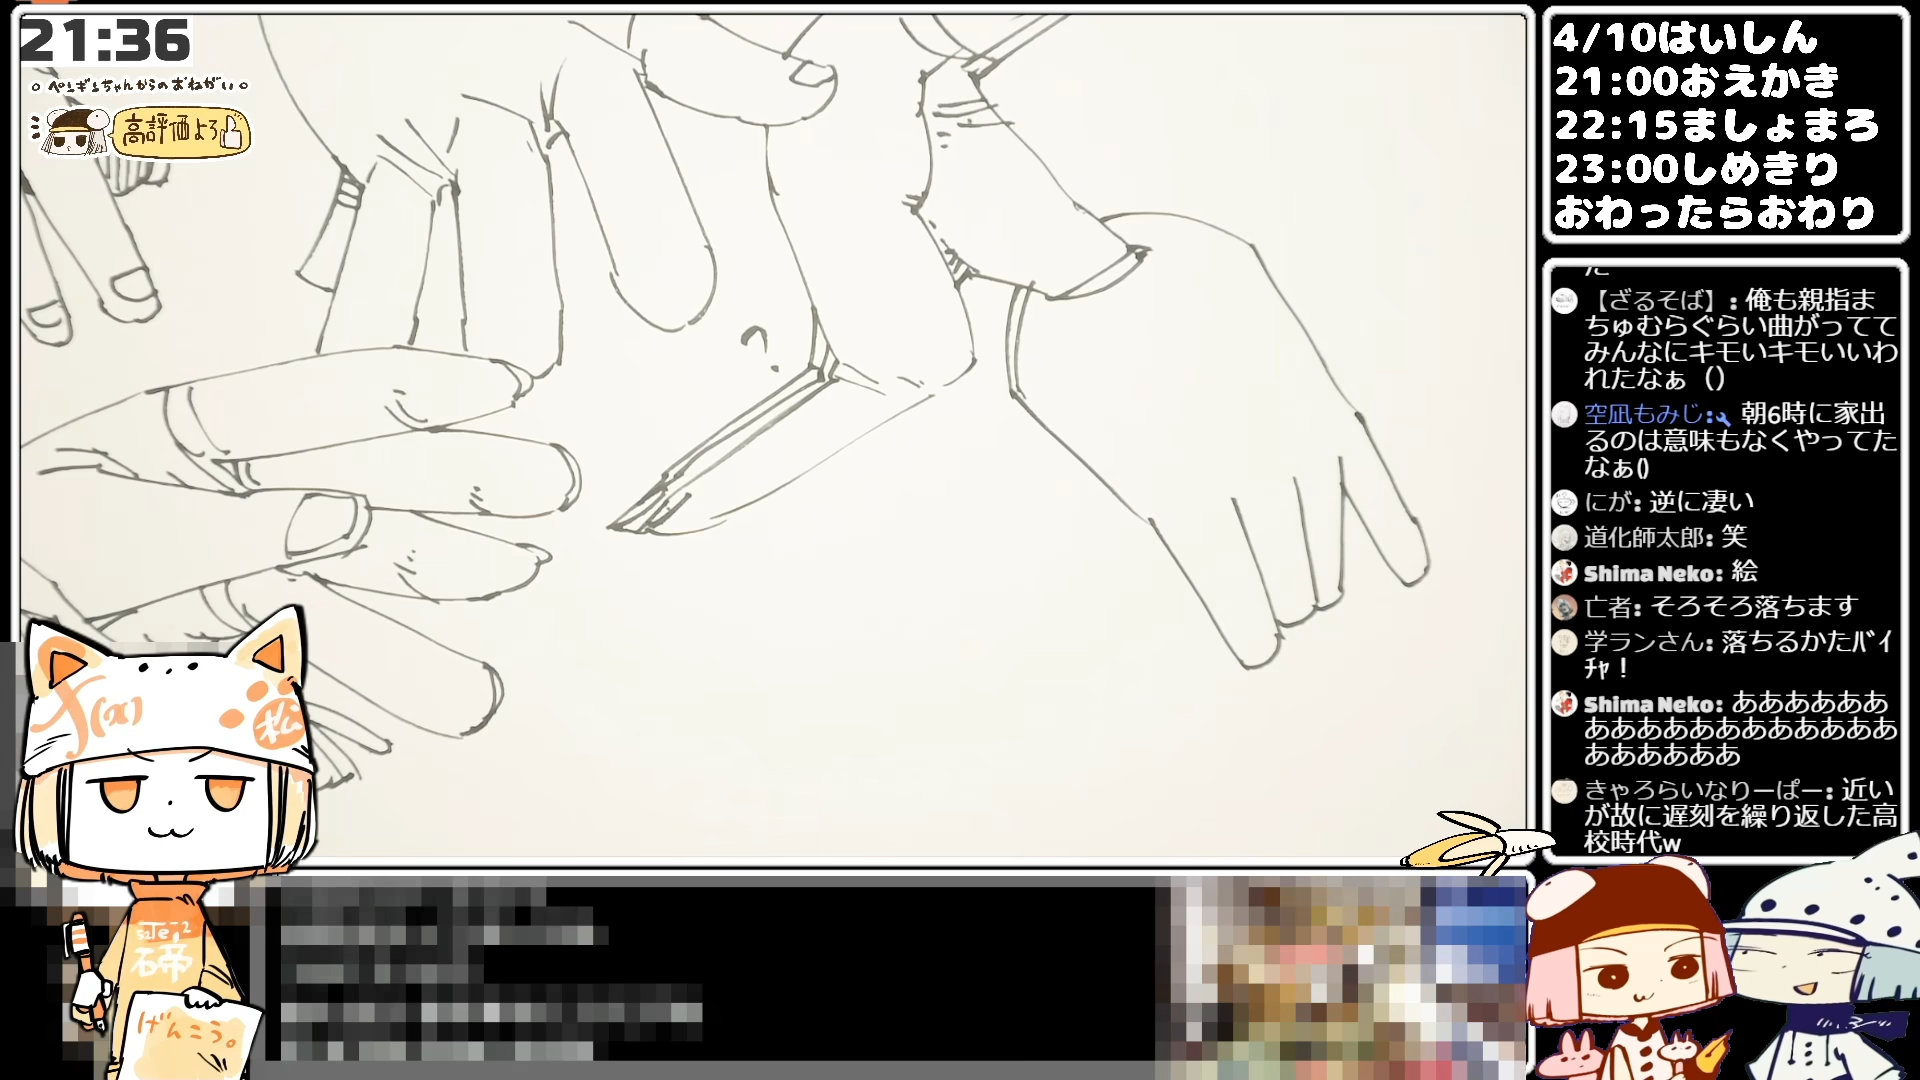 21:36
○ペンギンちゃんからのおねがい○
高評価よろ
4/10はいしん
21:00おえかき
22:15ましょまろ
23:00しめきり
おわったらおわり
た
【ざるそば】: 俺も親指ま
ちゅむらぐらい曲がってて
みんなにキモいキモいいわ
れたなぁ（）
空凪もみじ: 朝6時に家出
るのは意味もなくやってた
なぁ()
にが: 逆に凄い
道化師太郎: 笑
Shima Neko: 絵
亡者: そろそろ落ちます
学ランさん: 落ちるかたﾊﾞｲ
ﾁｬ！
Shima Neko: ああああああ
ああああああああああああ
ああああああ
きゃろらいなりーぱー: 近い
が故に遅刻を繰り返した高
校時代w
f(x)
松
碲
げんこう。